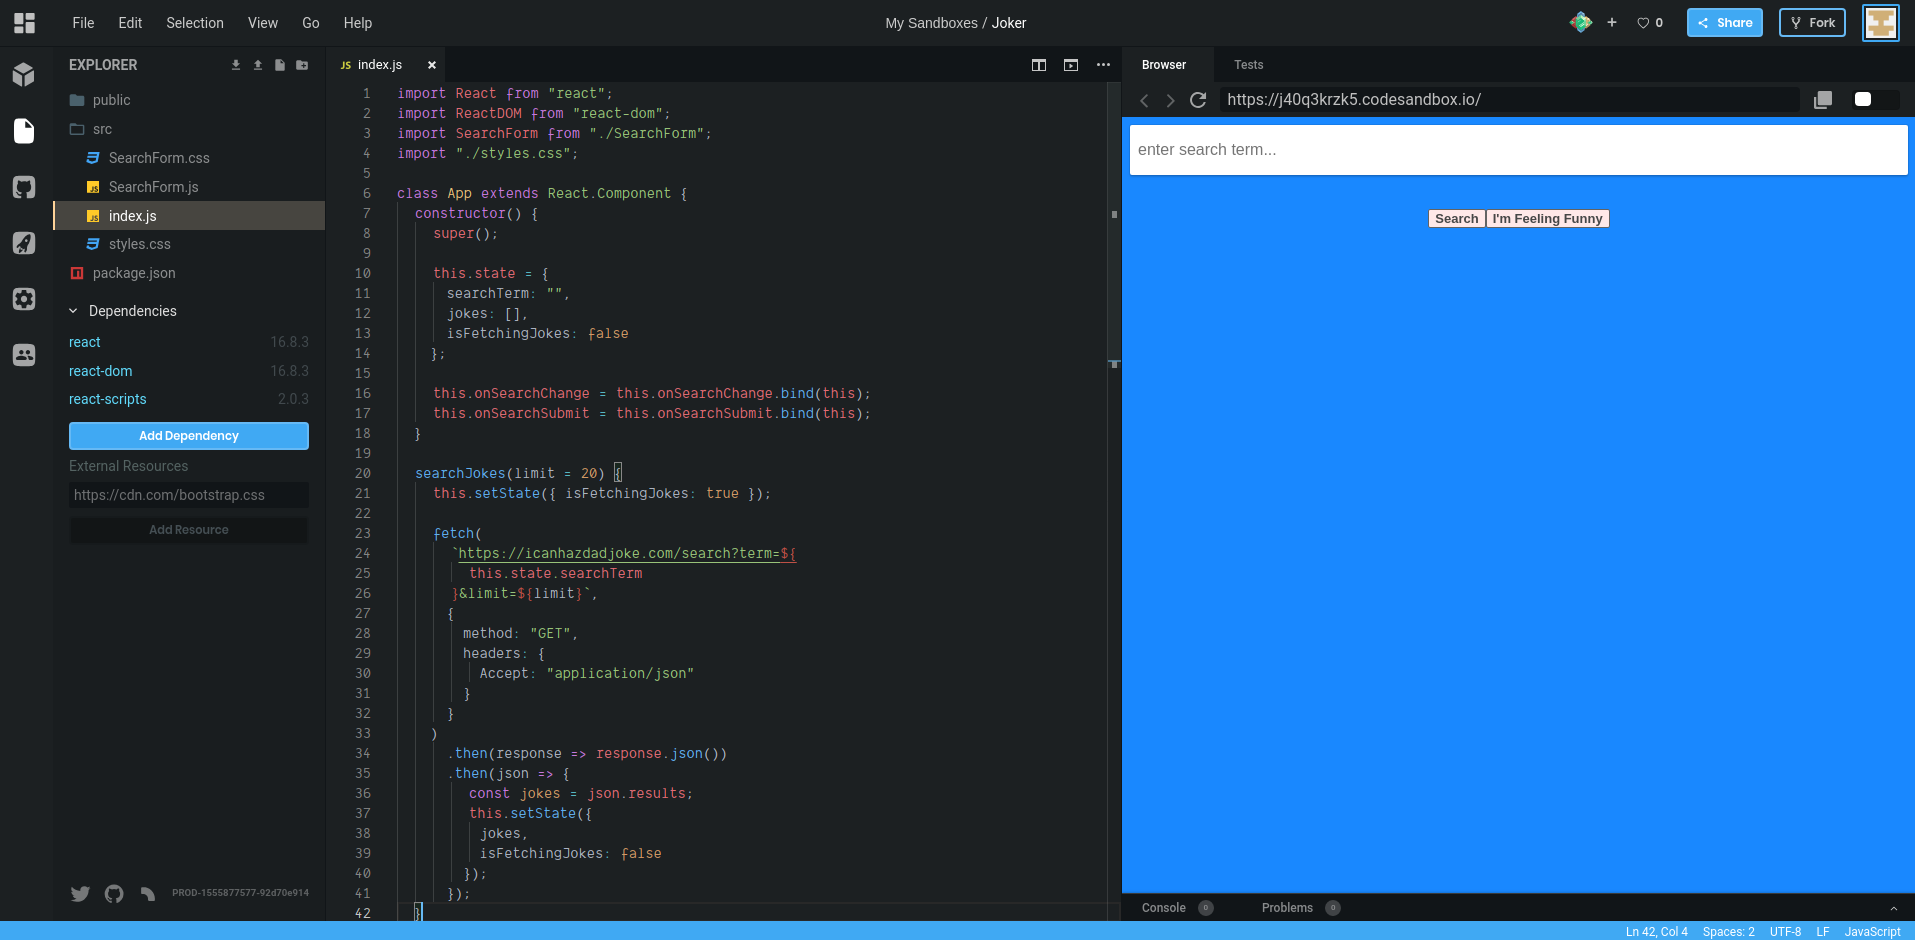 File Edit Selection View Go Help
My Sandboxes / Joker
0 Share Fork
EXPLORER
public
src
SearchForm.css
SearchForm.js
index.js
styles.css
package.json
Dependencies
react 16.8.3
react-dom 16.8.3
react-scripts 2.0.3
Add Dependency
External Resources
https://cdn.com/bootstrap.css
Add Resource
PROD-1555877577-92d70e914
JS index.js
1 import React from "react";
2 import ReactDOM from "react-dom";
3 import SearchForm from "./SearchForm";
4 import "./styles.css";
5
6 class App extends React.Component {
7 constructor() {
8 super();
9
10 this.state = {
11 searchTerm: "",
12 jokes: [],
13 isFetchingJokes: false
14 };
15
16 this.onSearchChange = this.onSearchChange.bind(this);
17 this.onSearchSubmit = this.onSearchSubmit.bind(this);
18 }
19
20 searchJokes(limit = 20) {
21 this.setState({ isFetchingJokes: true });
22
23 fetch(
24 `https://icanhazdadjoke.com/search?term=${
25 this.state.searchTerm
26 }&limit=${limit}`,
27 {
28 method: "GET",
29 headers: {
30 Accept: "application/json"
31 }
32 }
33 )
34 .then(response => response.json())
35 .then(json => {
36 const jokes = json.results;
37 this.setState({
38 jokes,
39 isFetchingJokes: false
40 });
41 });
42 }
Browser Tests
https://j40q3krzk5.codesandbox.io/
enter search term...
Search I'm Feeling Funny
Console 0 Problems 0
Ln 42, Col 4 Spaces: 2 UTF-8 LF JavaScript